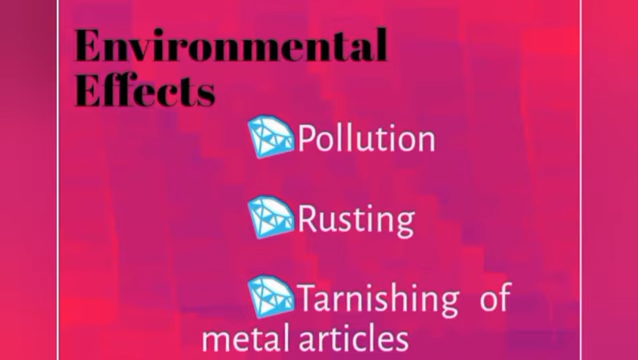 Environmental
Effects
Pollution
Rusting
Tarnishing of
metal articles